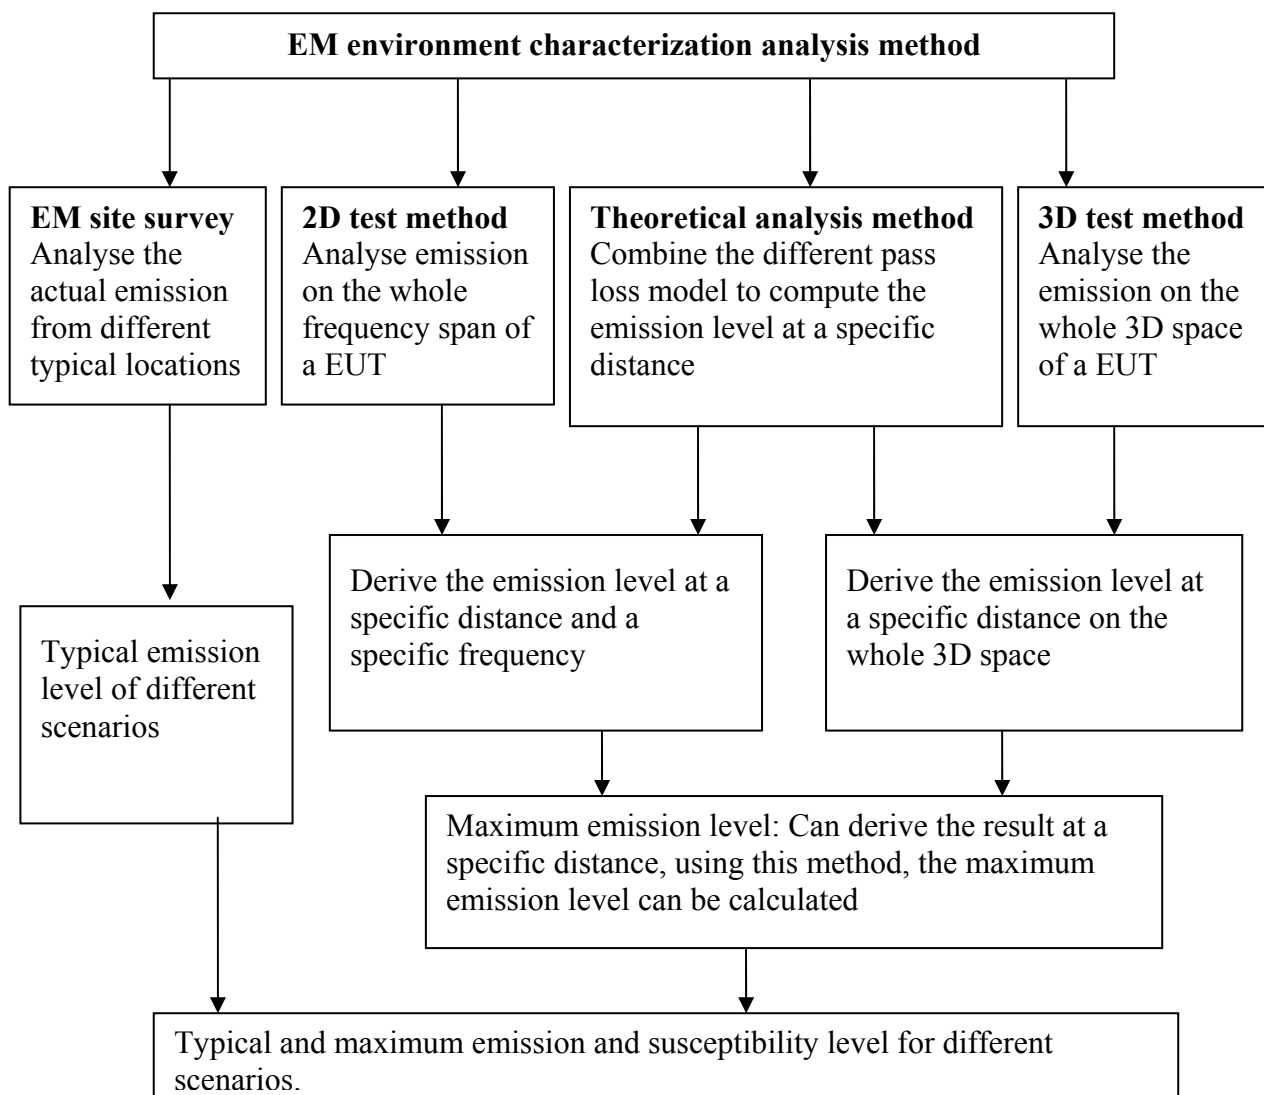 EM environment characterization analysis method
EM site survey
Analyse the
actual emission
from different
typical locations
2D test method
Analyse emission
on the whole
frequency span of
a EUT
Theoretical analysis method
Combine the different pass
loss model to compute the
emission level at a specific
distance
3D test method
Analyse the
emission on the
whole 3D space
of a EUT
Typical emission
level of different
scenarios
Derive the emission level at a
specific distance and a
specific frequency
Derive the emission level at
a specific distance on the
whole 3D space
Maximum emission level: Can derive the result at a
specific distance, using this method, the maximum
emission level can be calculated
Typical and maximum emission and susceptibility level for different
scenarios.